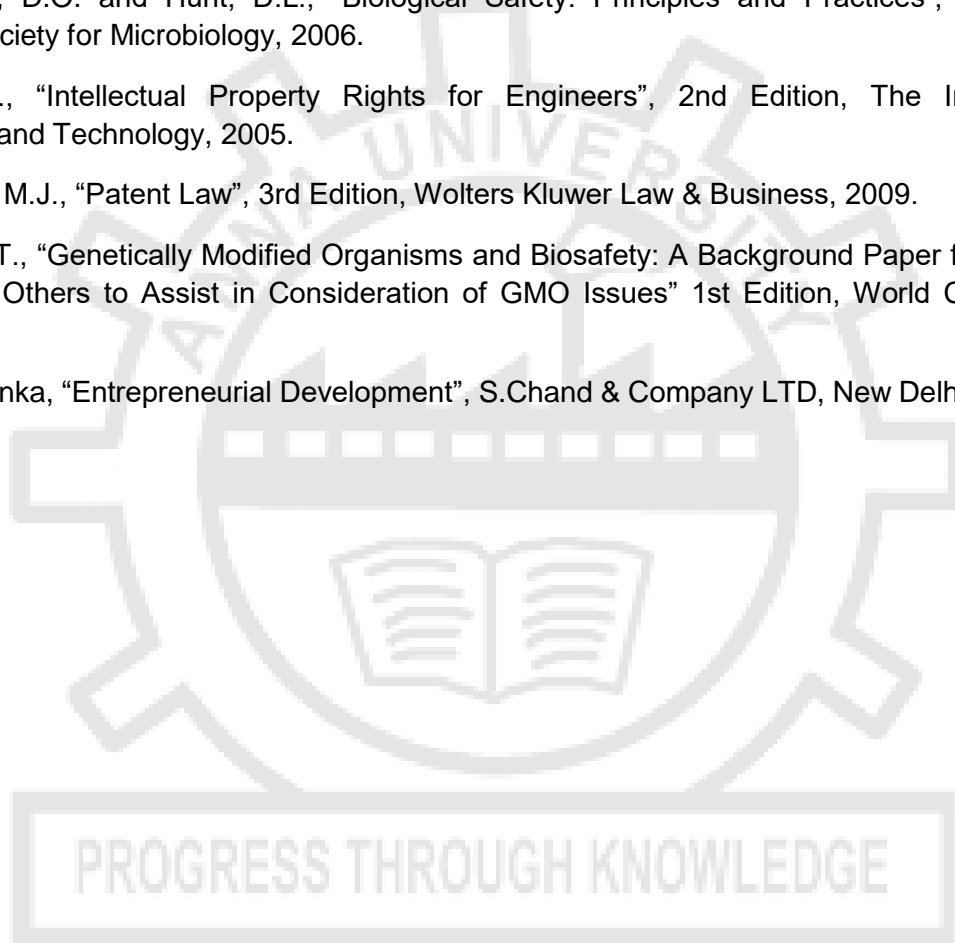 D.O. and Hunt, D.L., “Biological Safety: Principles and Practices”,
ciety for Microbiology, 2006.
., “Intellectual Property Rights for Engineers”, 2nd Edition, The
and Technology, 2005.
M.J., “Patent Law”, 3rd Edition, Wolters Kluwer Law & Business, 2009.
T., “Genetically Modified Organisms and Biosafety: A Background Paper
Others to Assist in Consideration of GMO Issues” 1st Edition, World
nka, “Entrepreneurial Development”, S.Chand & Company LTD, New Delh
ANNA UNIVERSITY
PROGRESS THROUGH KNOWLEDGE